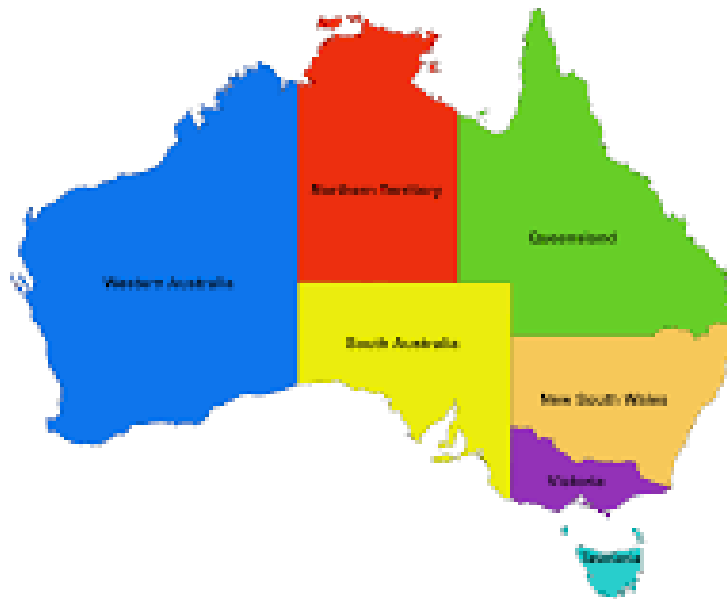 Northern Territory
Queensland
Western Australia
South Australia
New South Wales
Victoria
Tasmania